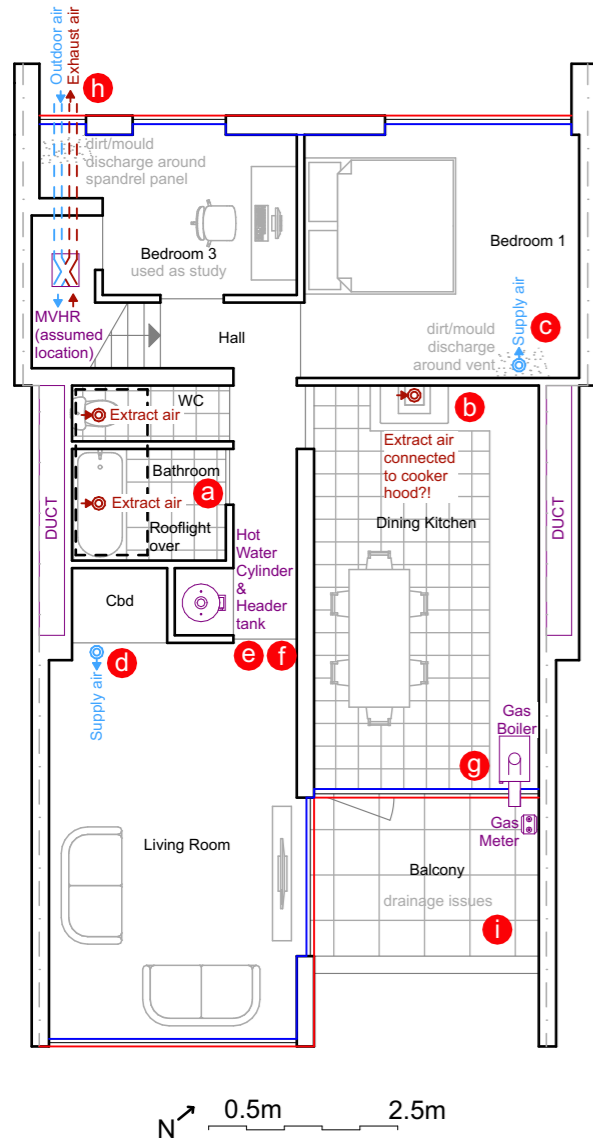 Outdoor air
Exhaust air
h
dirt/mould
discharge around
spandrel panel
Bedroom 3
used as study
Bedroom 1
MVHR
(assumed
location)
Hall
dirt/mould
discharge
around vent
Supply air
c
WC
Extract air
b
Extract air
connected
to cooker
hood?!
Bathroom
a
Extract air
Rooflight
over
DUCT
DUCT
Dining Kitchen
Hot
Water
Cylinder
&
Header
tank
Cbd
d
e
f
Supply air
Gas
Boiler
g
Gas
Meter
Living Room
Balcony
drainage issues
i
N
0.5m
2.5m